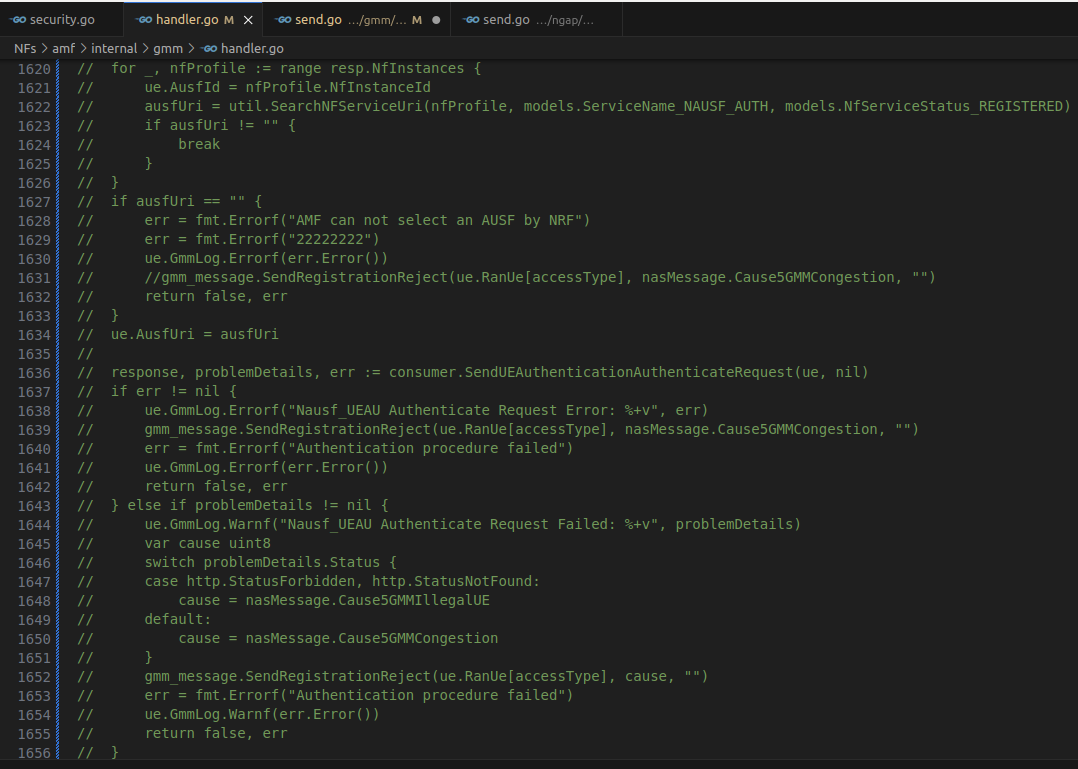 GO security.go GO handler.go M × GO send.go .../gmm/... M ● GO send.go .../ngap/...
NFs > amf > internal > gmm > GO handler.go
1620 //  for _, nfProfile := range resp.NfInstances {
1621 //      ue.AusfId = nfProfile.NfInstanceId
1622 //      ausfUri = util.SearchNFServiceUri(nfProfile, models.ServiceName_NAUSF_AUTH, models.NfServiceStatus_REGISTERED)
1623 //      if ausfUri != "" {
1624 //          break
1625 //      }
1626 //  }
1627 //  if ausfUri == "" {
1628 //      err = fmt.Errorf("AMF can not select an AUSF by NRF")
1629 //      err = fmt.Errorf("22222222")
1630 //      ue.GmmLog.Errorf(err.Error())
1631 //      //gmm_message.SendRegistrationReject(ue.RanUe[accessType], nasMessage.Cause5GMMCongestion, "")
1632 //      return false, err
1633 //  }
1634 //  ue.AusfUri = ausfUri
1635 //
1636 //  response, problemDetails, err := consumer.SendUEAuthenticationAuthenticateRequest(ue, nil)
1637 //  if err != nil {
1638 //      ue.GmmLog.Errorf("Nausf_UEAU Authenticate Request Error: %+v", err)
1639 //      gmm_message.SendRegistrationReject(ue.RanUe[accessType], nasMessage.Cause5GMMCongestion, "")
1640 //      err = fmt.Errorf("Authentication procedure failed")
1641 //      ue.GmmLog.Errorf(err.Error())
1642 //      return false, err
1643 //  } else if problemDetails != nil {
1644 //      ue.GmmLog.Warnf("Nausf_UEAU Authenticate Request Failed: %+v", problemDetails)
1645 //      var cause uint8
1646 //      switch problemDetails.Status {
1647 //      case http.StatusForbidden, http.StatusNotFound:
1648 //          cause = nasMessage.Cause5GMMIllegalUE
1649 //      default:
1650 //          cause = nasMessage.Cause5GMMCongestion
1651 //      }
1652 //      gmm_message.SendRegistrationReject(ue.RanUe[accessType], cause, "")
1653 //      err = fmt.Errorf("Authentication procedure failed")
1654 //      ue.GmmLog.Warnf(err.Error())
1655 //      return false, err
1656 //  }